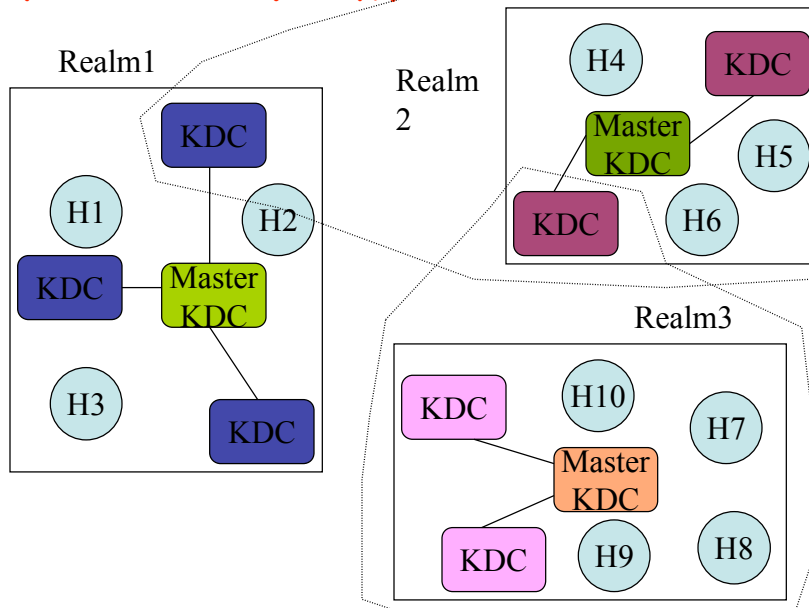 Realm1
KDC
H1
H2
KDC
Master
KDC
H3
KDC
Realm
2
H4
KDC
Master
KDC
H5
KDC
H6
Realm3
KDC
H10
H7
Master
KDC
KDC
H9
H8